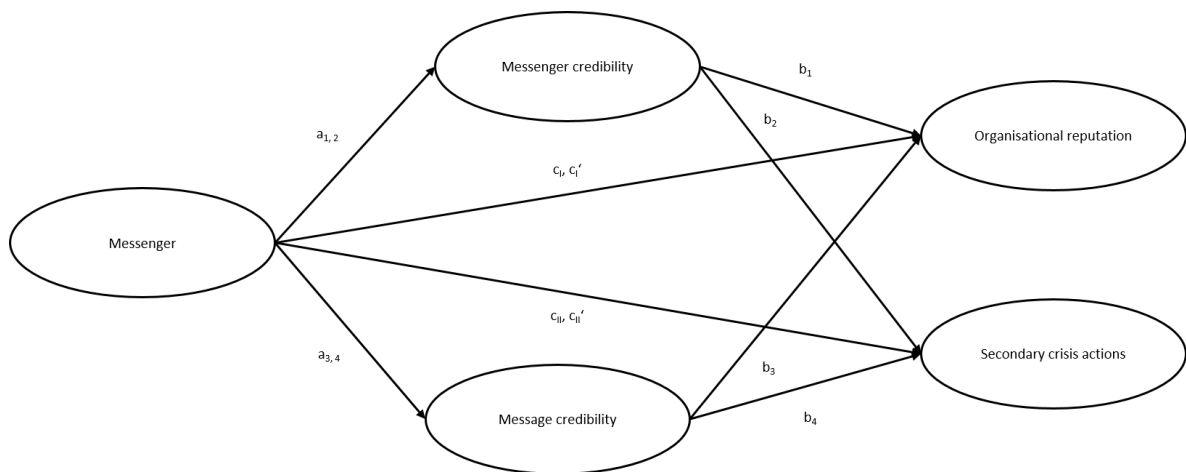 Messenger credibility
b1
Organisational reputation
a1, 2
b2
cI, cI‘
Messenger
cII, cII‘
a3, 4
Secondary crisis actions
b3
Message credibility
b4